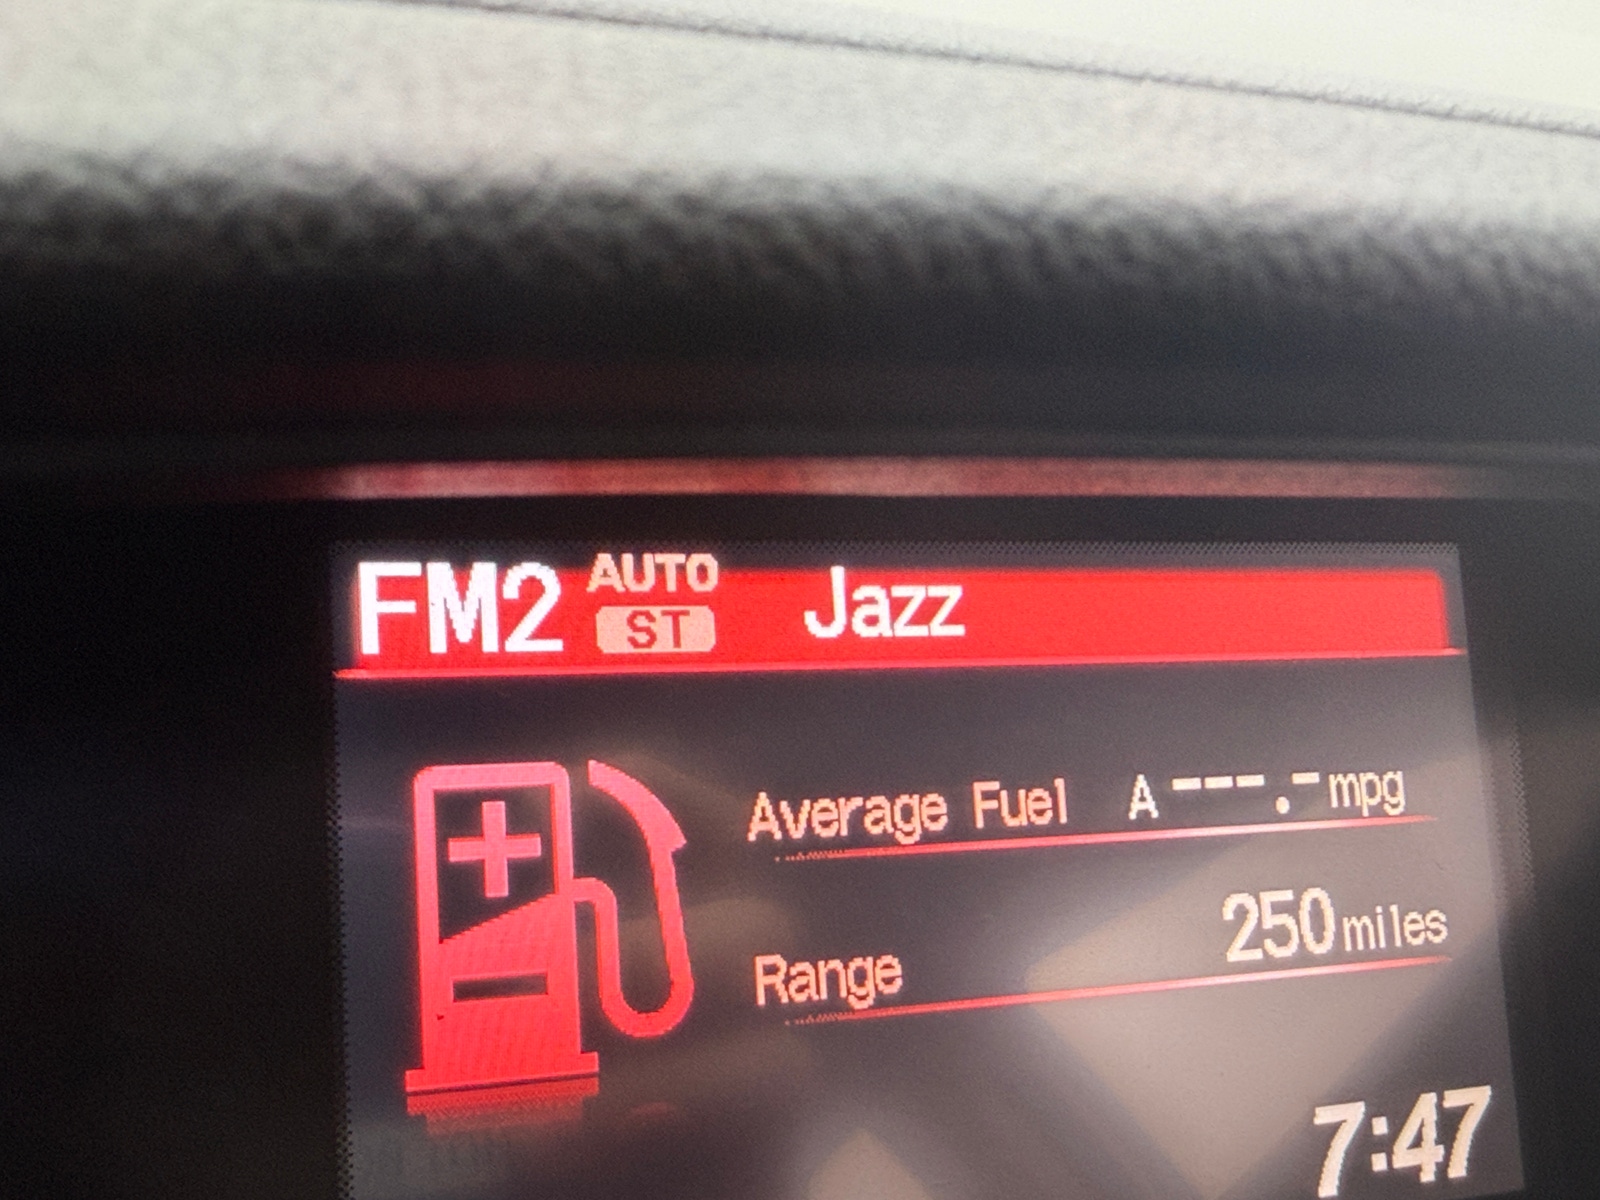 FM2 AUTO ST Jazz
Average Fuel A ---.- mpg
Range 250 miles
7:47